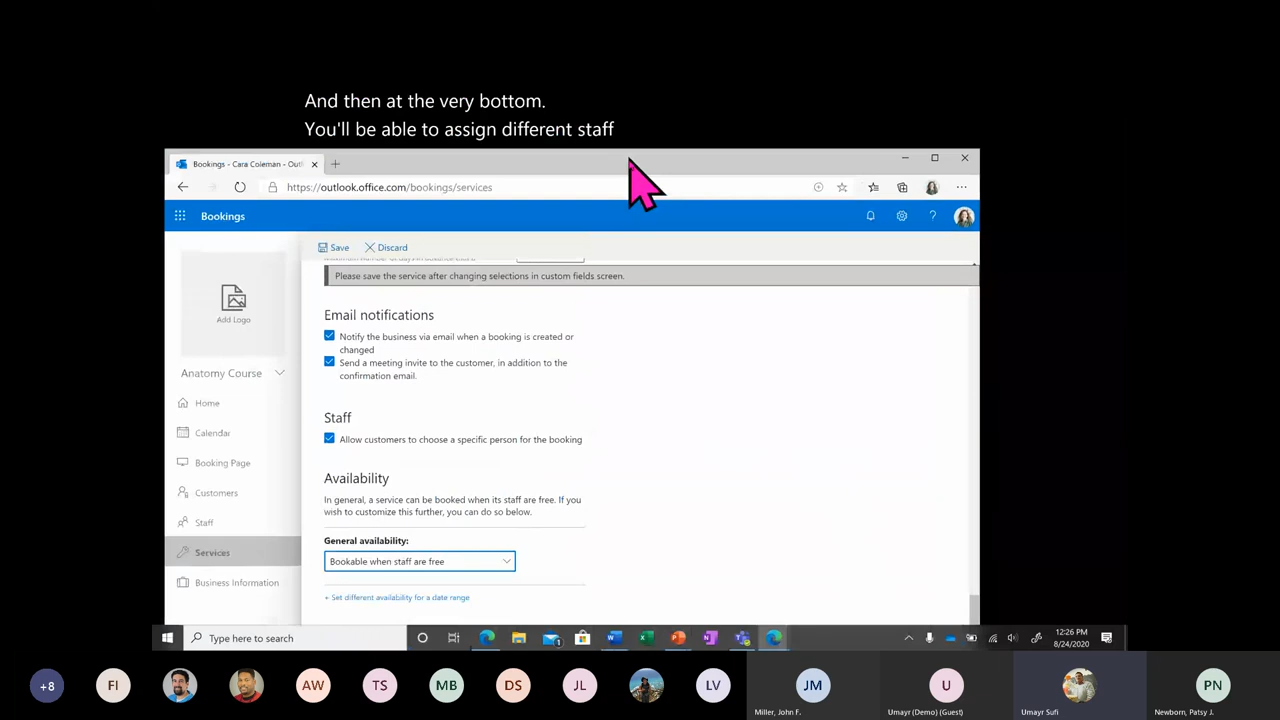 And then at the very bottom.
You'll be able to assign different staff
Bookings - Cara Coleman - Outl
https://outlook.office.com/bookings/services
Bookings
Save Discard
Please save the service after changing selections in custom fields screen.
Add Logo
Anatomy Course
Home
Calendar
Booking Page
Customers
Staff
Services
Business Information
Email notifications
Notify the business via email when a booking is created or
changed
Send a meeting invite to the customer, in addition to the
confirmation email.
Staff
Allow customers to choose a specific person for the booking
Availability
In general, a service can be booked when its staff are free. If you
wish to customize this further, you can do so below.
General availability:
Bookable when staff are free
+ Set different availability for a date range
Type here to search
12:26 PM
8/24/2020
+8 FI AW TS MB DS JL LV JM U PN
Miller, John F. Umayr (Demo) (Guest) Umayr Sufi Newborn, Patsy J.